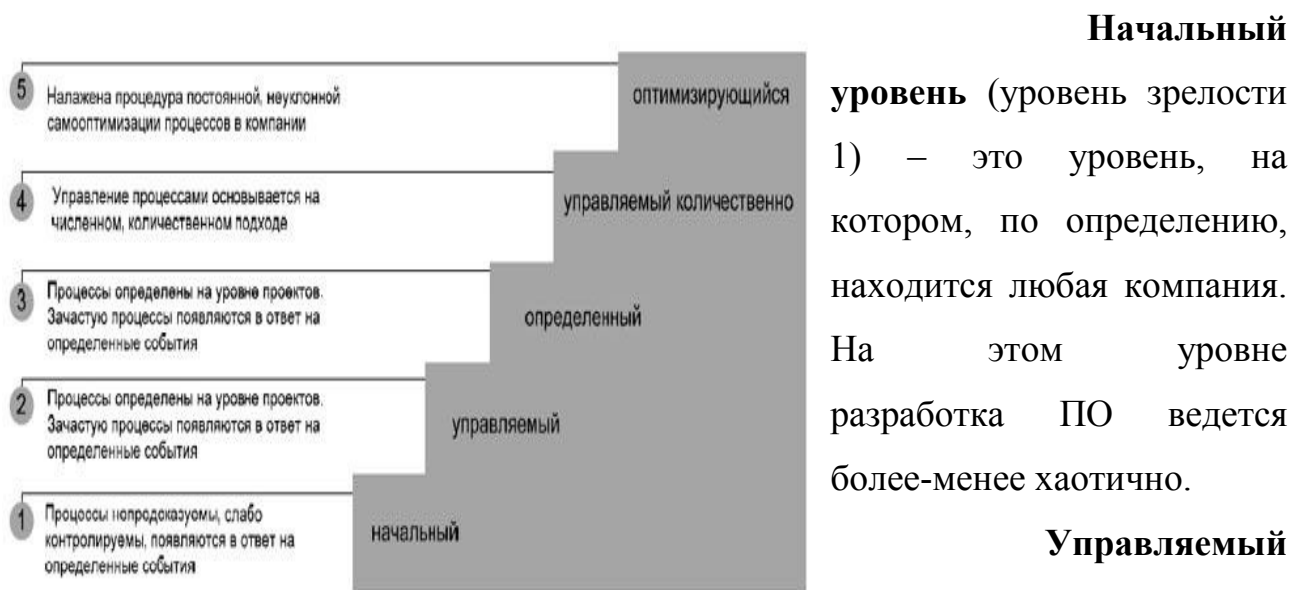 5
Налажена процедура постоянной, неуклонной
самооптимизации процессов в компании
оптимизирующийся
4
Управление процессами основывается на
численном, количественном подходе
управляемый количественно
3
Процессы определены на уровне проектов.
Зачастую процессы появляются в ответ на
определенные события
определенный
2
Процессы определены на уровне проектов.
Зачастую процессы появляются в ответ на
определенные события
управляемый
1
Процессы непредсказуемы, слабо
контролируемы, появляются в ответ на
определенные события
начальный
Начальный
уровень (уровень зрелости
1) – это уровень, на
котором, по определению,
находится любая компания.
На этом уровне
разработка ПО ведется
более-менее хаотично.
Управляемый